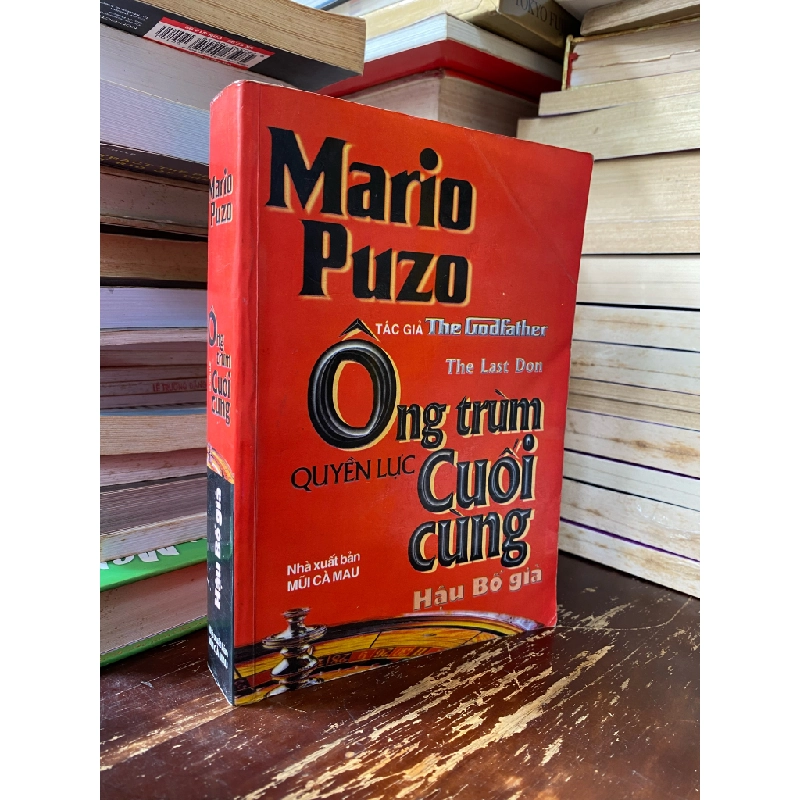 Mario
Puzo
TÁC GIẢ The Godfather
The Last Don
Ông trùm
QUYỀN LỰC
Cuối
cùng
Nhà xuất bản
MŨI CÀ MAU
Hậu Bố già
Mario
Puzo
Ông
trùm
Cuối
cùng
Hậu Bố già
TOKYO